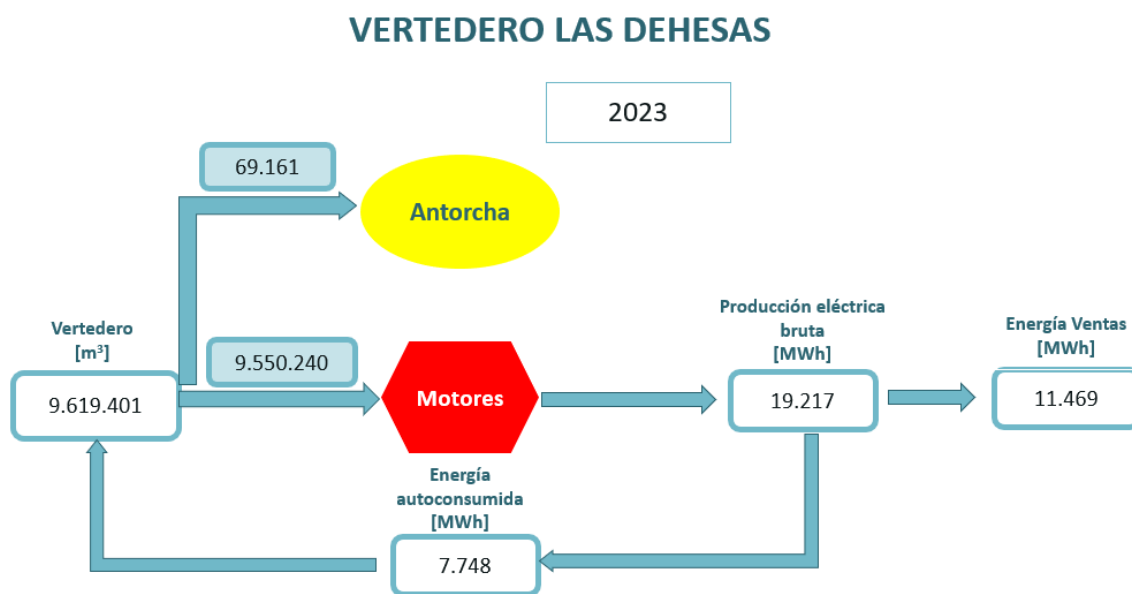 VERTEDERO LAS DEHESAS
2023
69.161
Antorcha
Vertedero
[m³]
9.619.401
9.550.240
Motores
Producción eléctrica
bruta
[MWh]
19.217
Energía Ventas
[MWh]
11.469
Energía
autoconsumida
[MWh]
7.748